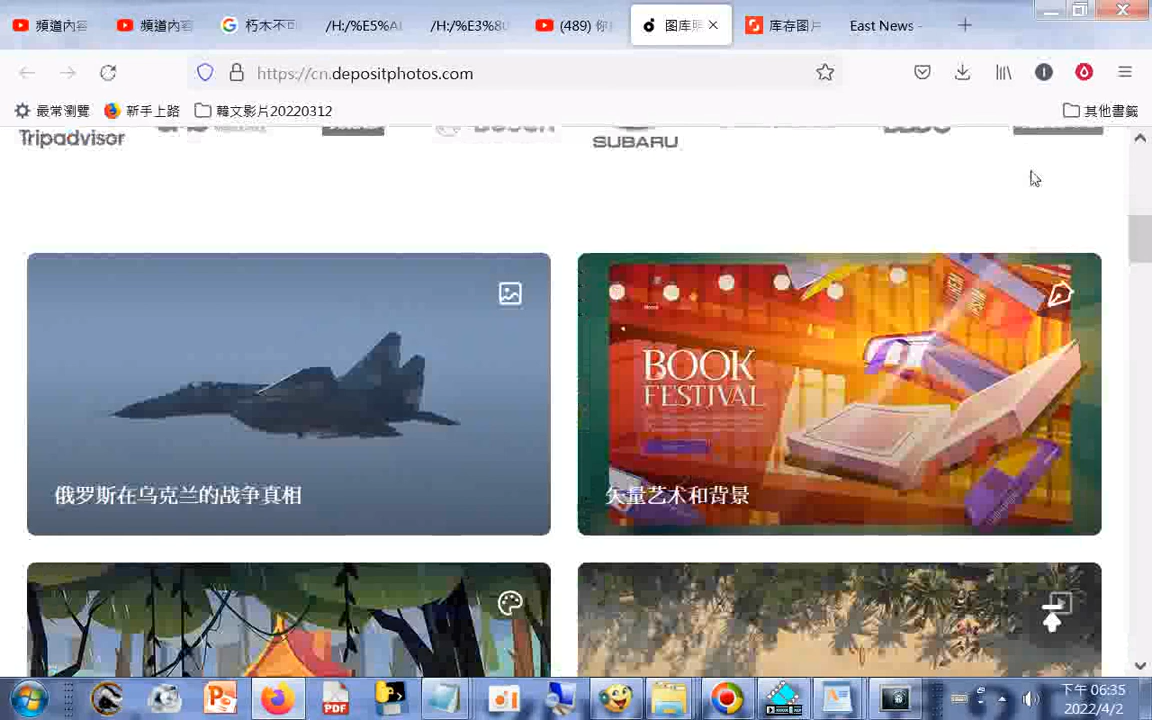 頻道內容
頻道內容
朽木不可
/H:/%E5%A
/H:/%E3%8
(489) 你
图库照
库存图片
East News -
https://cn.depositphotos.com
最常瀏覽
新手上路
韓文影片20220312
其他書籤
Tripadvisor
BOSCH
SUBARU
BOOK
FESTIVAL
俄罗斯在乌克兰的战争真相
矢量艺术和背景
PDF
下午 06:35
2022/4/2